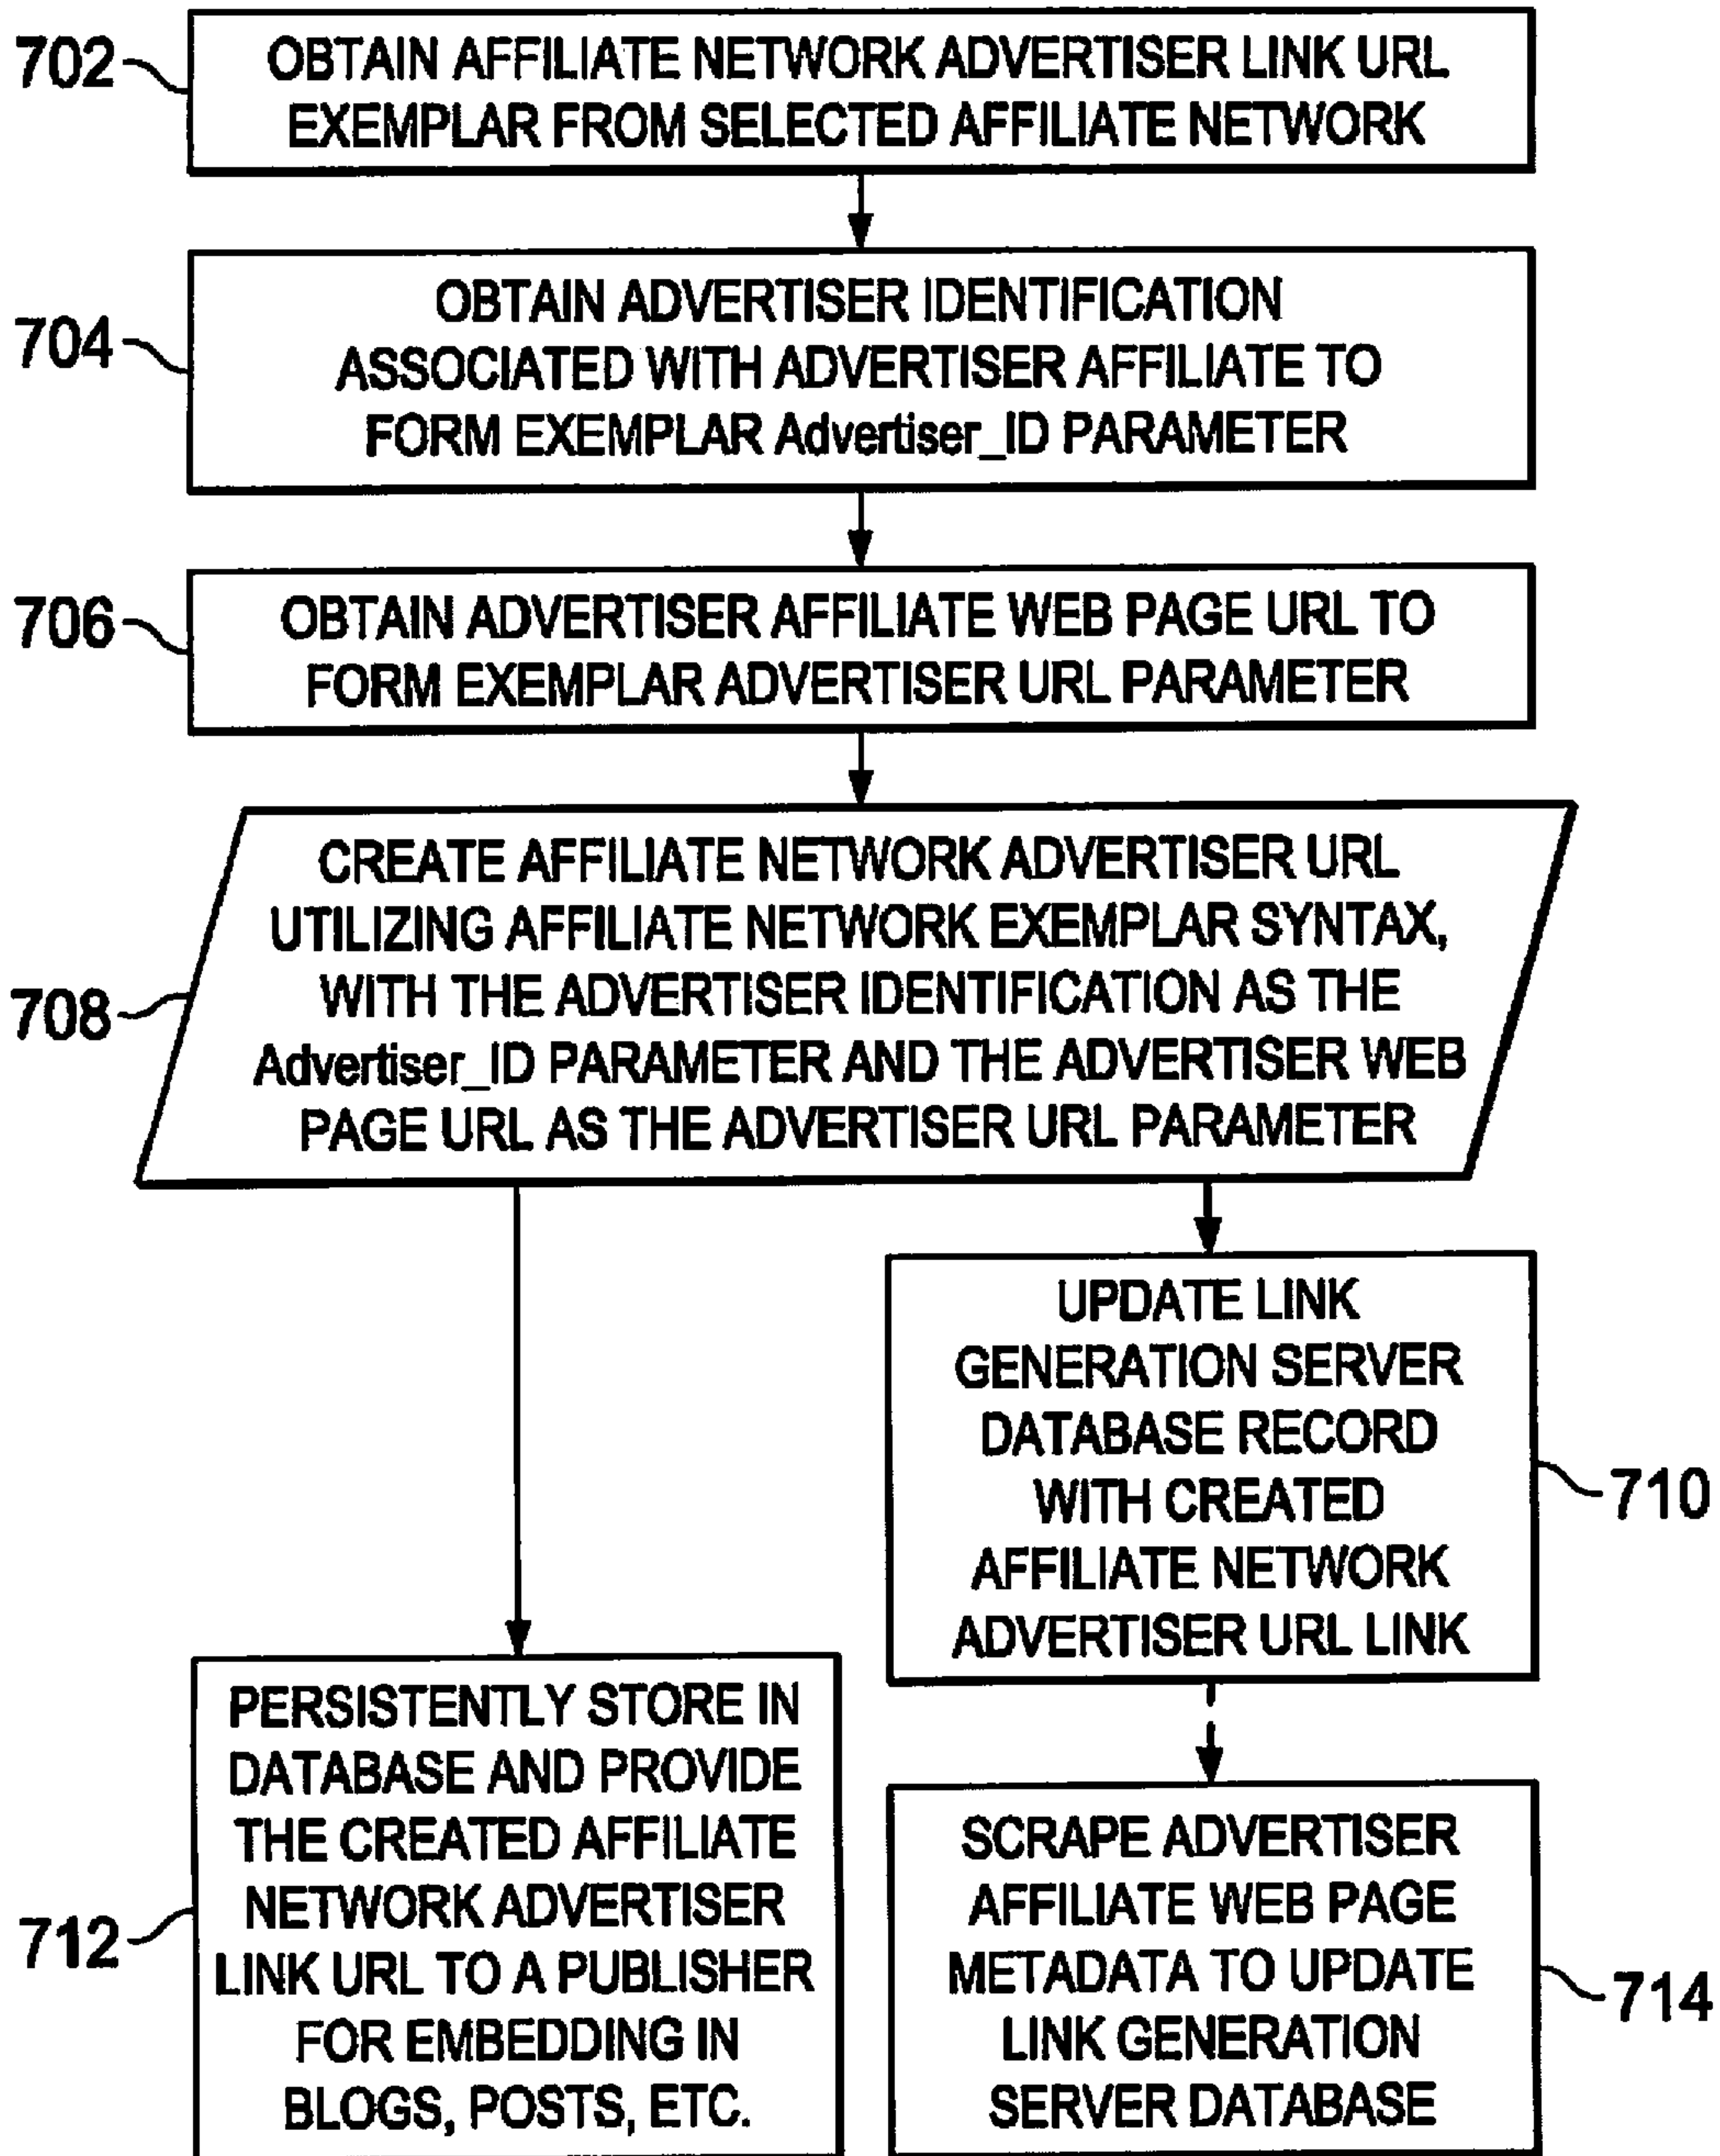 702
OBTAIN AFFILIATE NETWORK ADVERTISER LINK URL
EXEMPLAR FROM SELECTED AFFILIATE NETWORK
704
OBTAIN ADVERTISER IDENTIFICATION
ASSOCIATED WITH ADVERTISER AFFILIATE TO
FORM EXEMPLAR Advertiser_ID PARAMETER
706
OBTAIN ADVERTISER AFFILIATE WEB PAGE URL TO
FORM EXEMPLAR ADVERTISER URL PARAMETER
708
CREATE AFFILIATE NETWORK ADVERTISER URL
UTILIZING AFFILIATE NETWORK EXEMPLAR SYNTAX,
WITH THE ADVERTISER IDENTIFICATION AS THE
Advertiser_ID PARAMETER AND THE ADVERTISER WEB
PAGE URL AS THE ADVERTISER URL PARAMETER
UPDATE LINK
GENERATION SERVER
DATABASE RECORD
WITH CREATED
AFFILIATE NETWORK
ADVERTISER URL LINK
710
712
PERSISTENTLY STORE IN
DATABASE AND PROVIDE
THE CREATED AFFILIATE
NETWORK ADVERTISER
LINK URL TO A PUBLISHER
FOR EMBEDDING IN
BLOGS, POSTS, ETC.
SCRAPE ADVERTISER
AFFILIATE WEB PAGE
METADATA TO UPDATE
LINK GENERATION
SERVER DATABASE
714